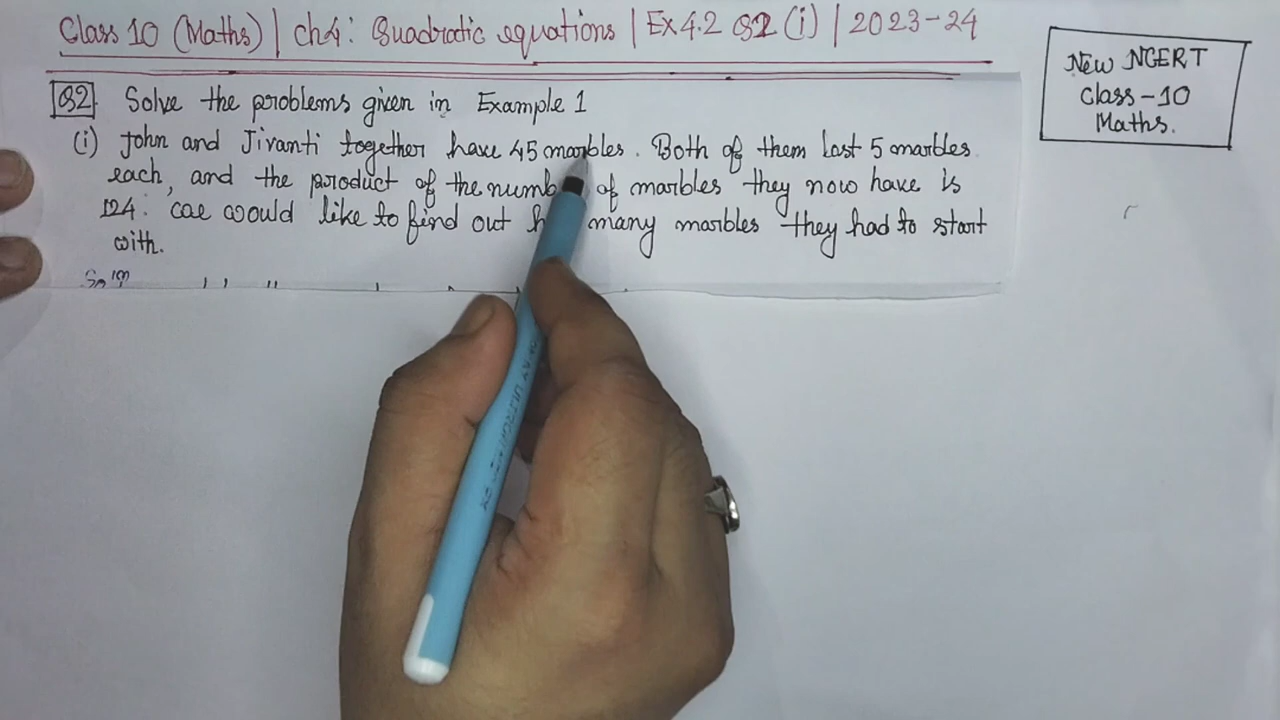 Class 10 (Maths) | ch4: Quadratic equations | Ex 4.2 Q2 (i) | 2023-24
New NCERT
Class-10
Maths.
Q2 Solve the problems given in Example 1
(i) John and Jivanti together have 45 marbles. Both of them lost 5 marbles
each, and the product of the of marbles they now have is
124. would like to find out many marbles they had to start
with.
Soln